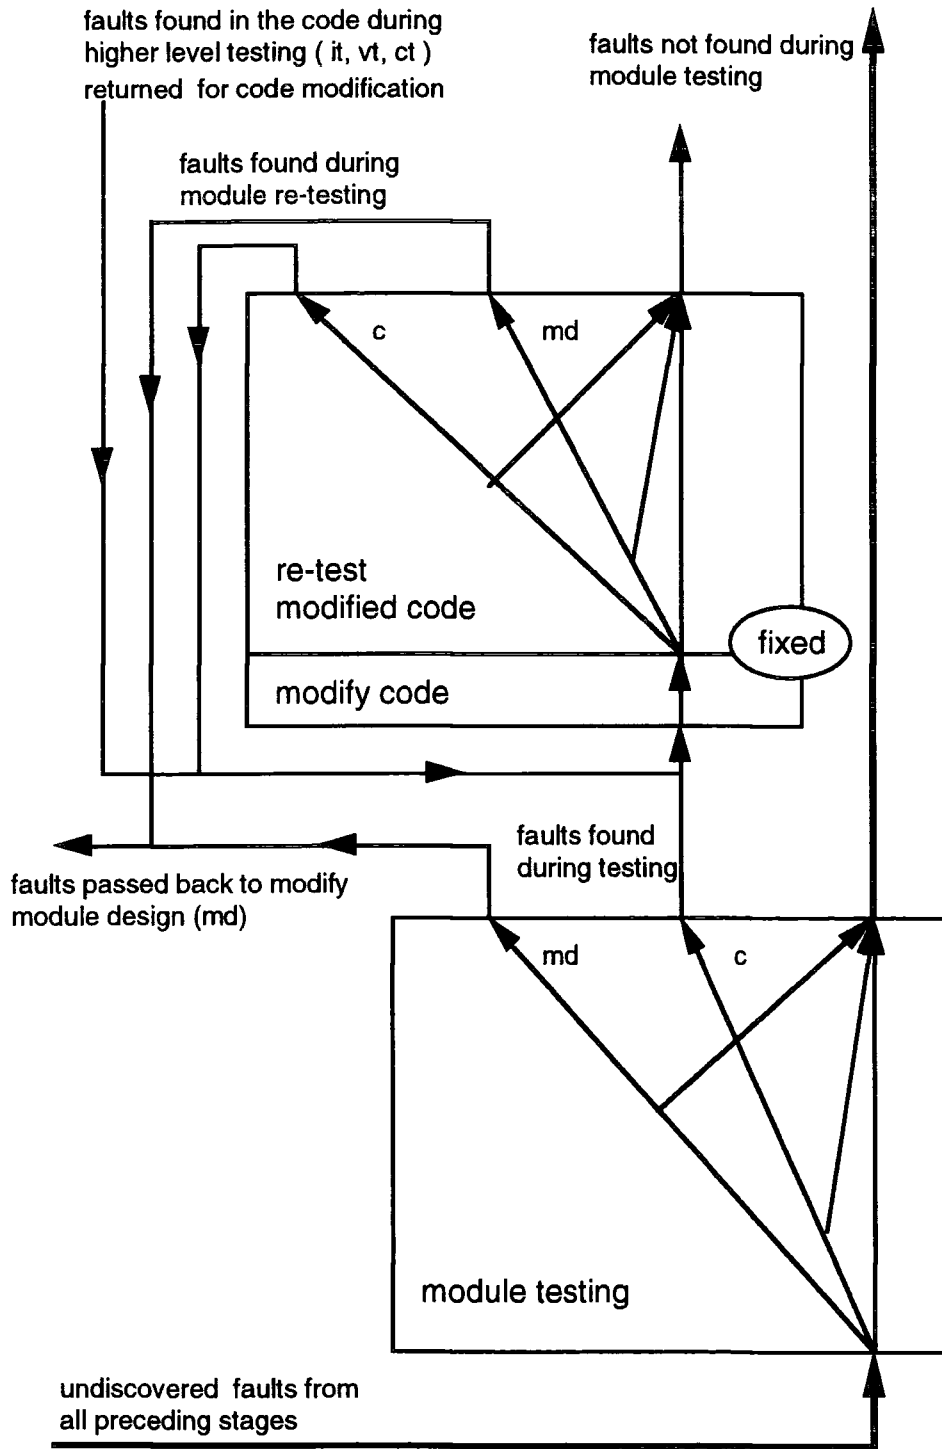 faults found in the code during
higher level testing ( it, vt, ct )
returned for code modification
faults not found during
module testing
faults found during
module re-testing
c
md
re-test
modified code
fixed
modify code
faults found
during testing
faults passed back to modify
module design (md)
md
c
module testing
undiscovered faults from
all preceding stages